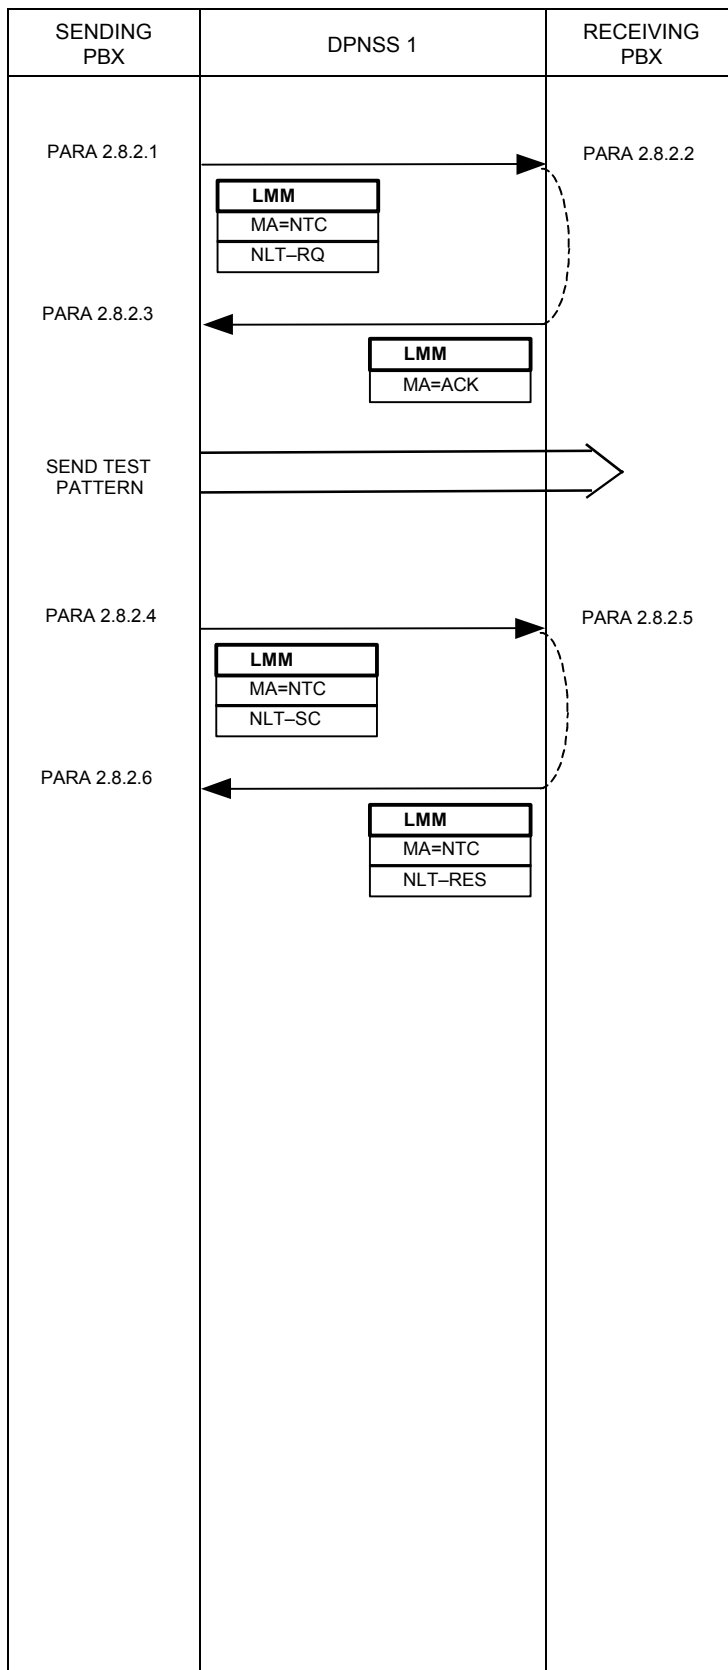 SENDING
PBX
DPNSS 1
RECEIVING
PBX
PARA 2.8.2.1
PARA 2.8.2.2
LMM
MA=NTC
NLT–RQ
PARA 2.8.2.3
LMM
MA=ACK
SEND TEST
PATTERN
PARA 2.8.2.4
PARA 2.8.2.5
LMM
MA=NTC
NLT–SC
PARA 2.8.2.6
LMM
MA=NTC
NLT–RES